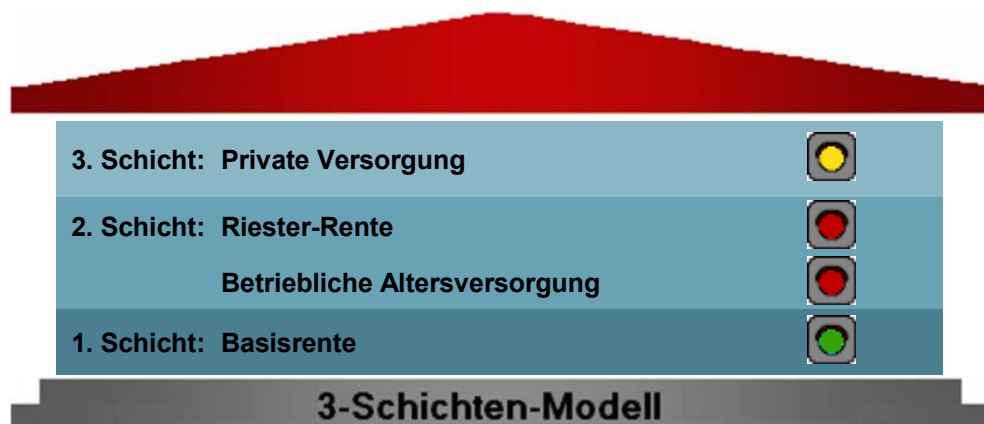 3. Schicht: Private Versorgung
2. Schicht: Riester-Rente
Betriebliche Altersversorgung
1. Schicht: Basisrente
3-Schichten-Modell